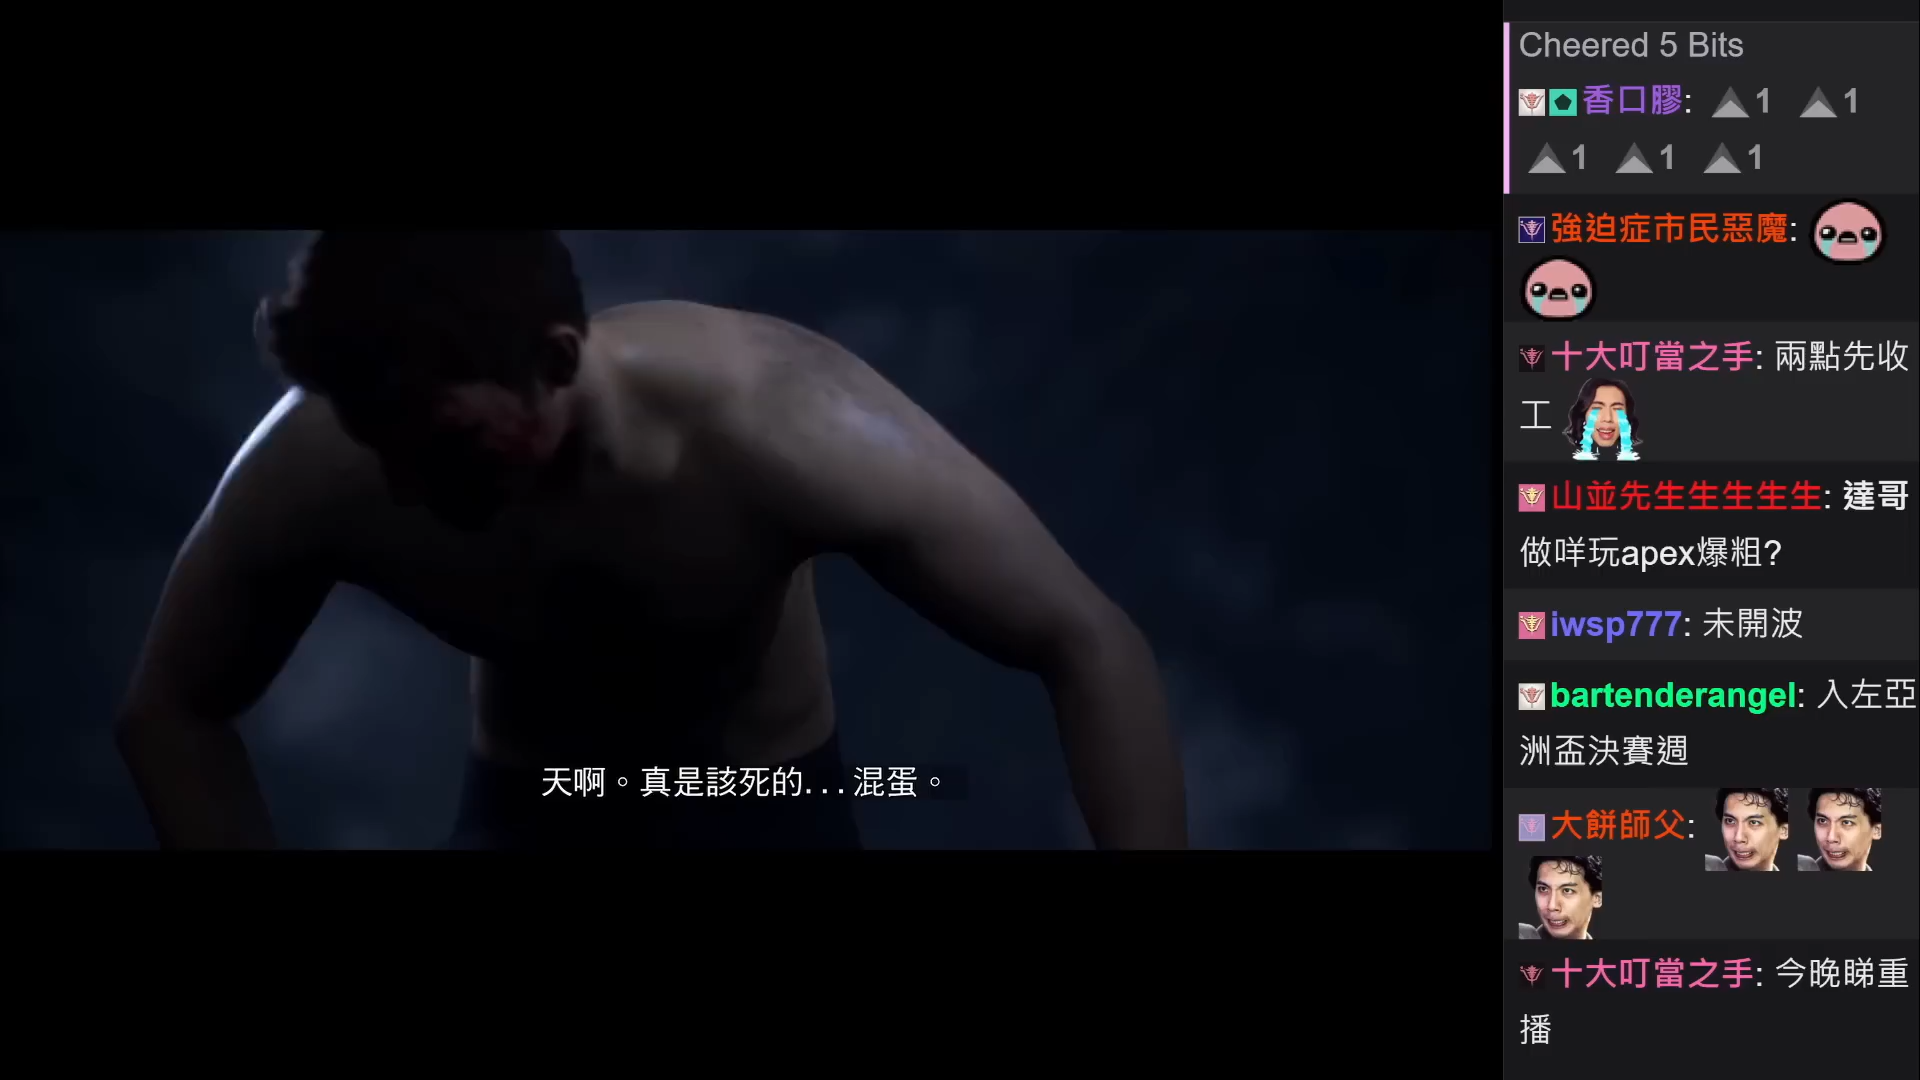 天啊。真是該死的...混蛋。
Cheered 5 Bits
香口膠: 1 1
1 1 1
強迫症市民惡魔:
十大叮當之手: 兩點先收
工
山並先生生生生生: 達哥
做咩玩apex爆粗?
iwsp777: 未開波
bartenderangel: 入左亞
洲盃決賽週
大餅師父:
十大叮當之手: 今晚睇重
播